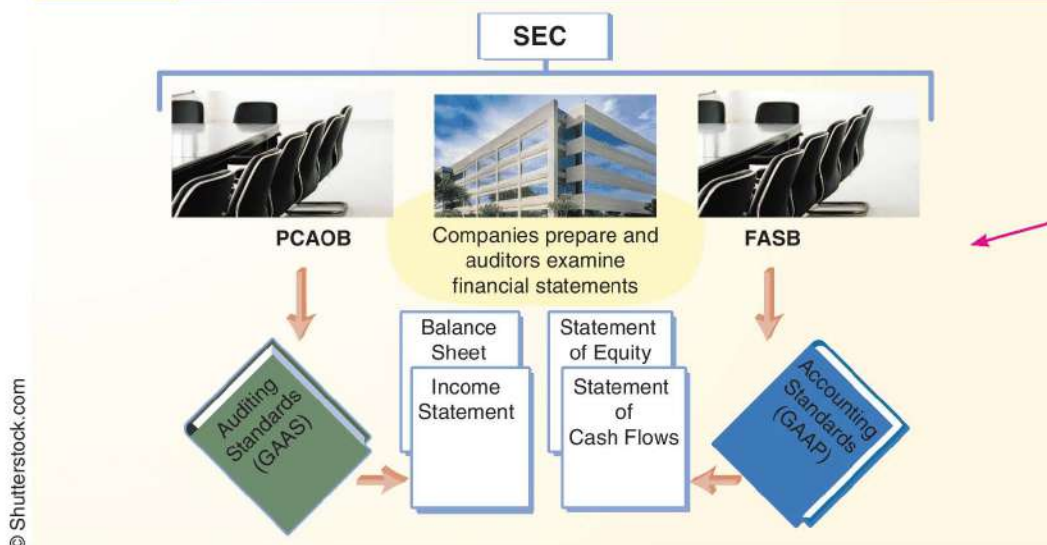 SEC
PCAOB
Companies prepare and
auditors examine
financial statements
FASB
Balance
Sheet
Income
Statement
Statement
of Equity
Statement
of
Cash Flows
Auditing
Standards
(GAAS)
Accounting
Standards
(GAAP)
© Shutterstock.com